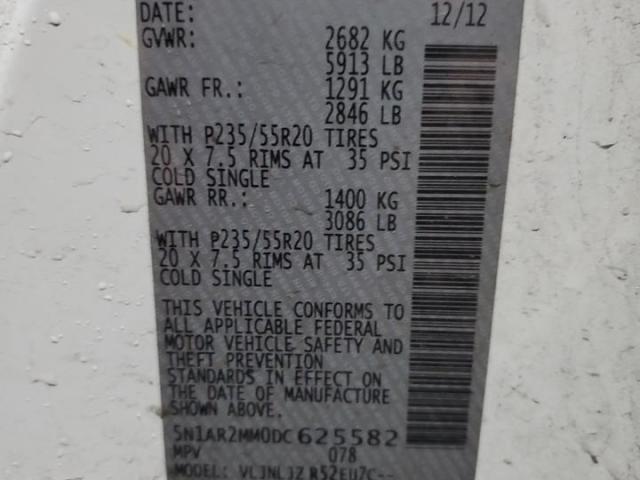 DATE: 12/12
GVWR: 2682 KG
5913 LB
GAWR FR.: 1291 KG
2846 LB
WITH P235/55R20 TIRES
20 X 7.5 RIMS AT 35 PSI
COLD SINGLE
GAWR RR.: 1400 KG
3086 LB
WITH P235/55R20 TIRES
20 X 7.5 RIMS AT 35 PSI
COLD SINGLE
THIS VEHICLE CONFORMS TO
ALL APPLICABLE FEDERAL
MOTOR VEHICLE SAFETY AND
THEFT PREVENTION
STANDARDS IN EFFECT ON
THE DATE OF MANUFACTURE
SHOWN ABOVE.
5N1AR2MM0DC 625582
MPV 078
MODEL: